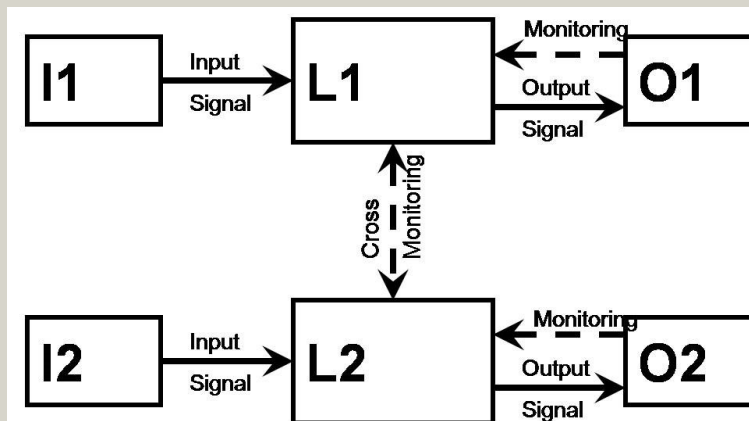 Monitoring
I1
Input
Signal
L1
Output
Signal
O1
Cross
Monitoring
I2
Input
Signal
L2
Monitoring
Output
Signal
O2